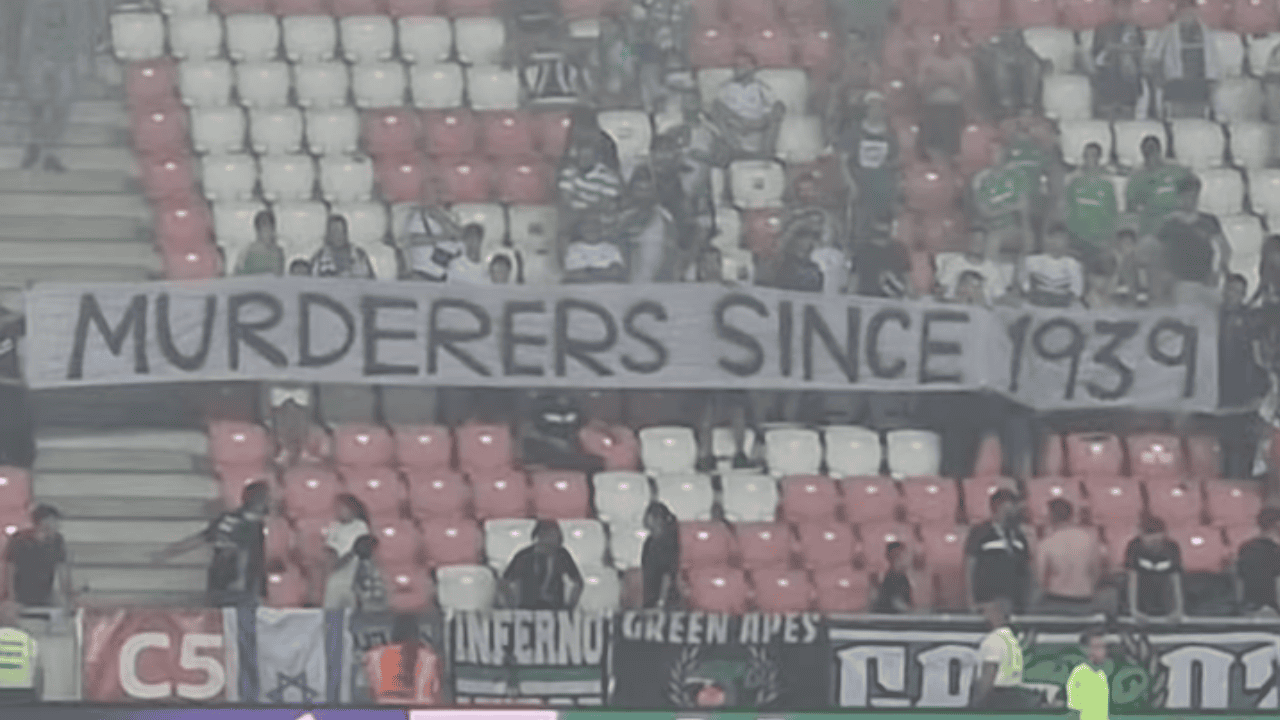 MURDERERS SINCE 1939
C5
INFERNO
GREEN APES